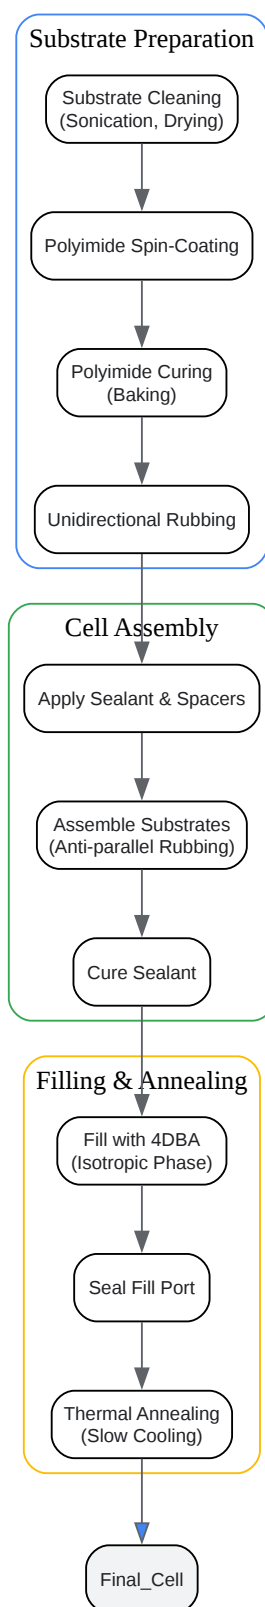 Substrate Preparation
Substrate Cleaning
(Sonication, Drying)
Polyimide Spin-Coating
Polyimide Curing
(Baking)
Unidirectional Rubbing
Cell Assembly
Apply Sealant & Spacers
Assemble Substrates
(Anti-parallel Rubbing)
Cure Sealant
Filling & Annealing
Fill with 4DBA
(Isotropic Phase)
Seal Fill Port
Thermal Annealing
(Slow Cooling)
Final_Cell